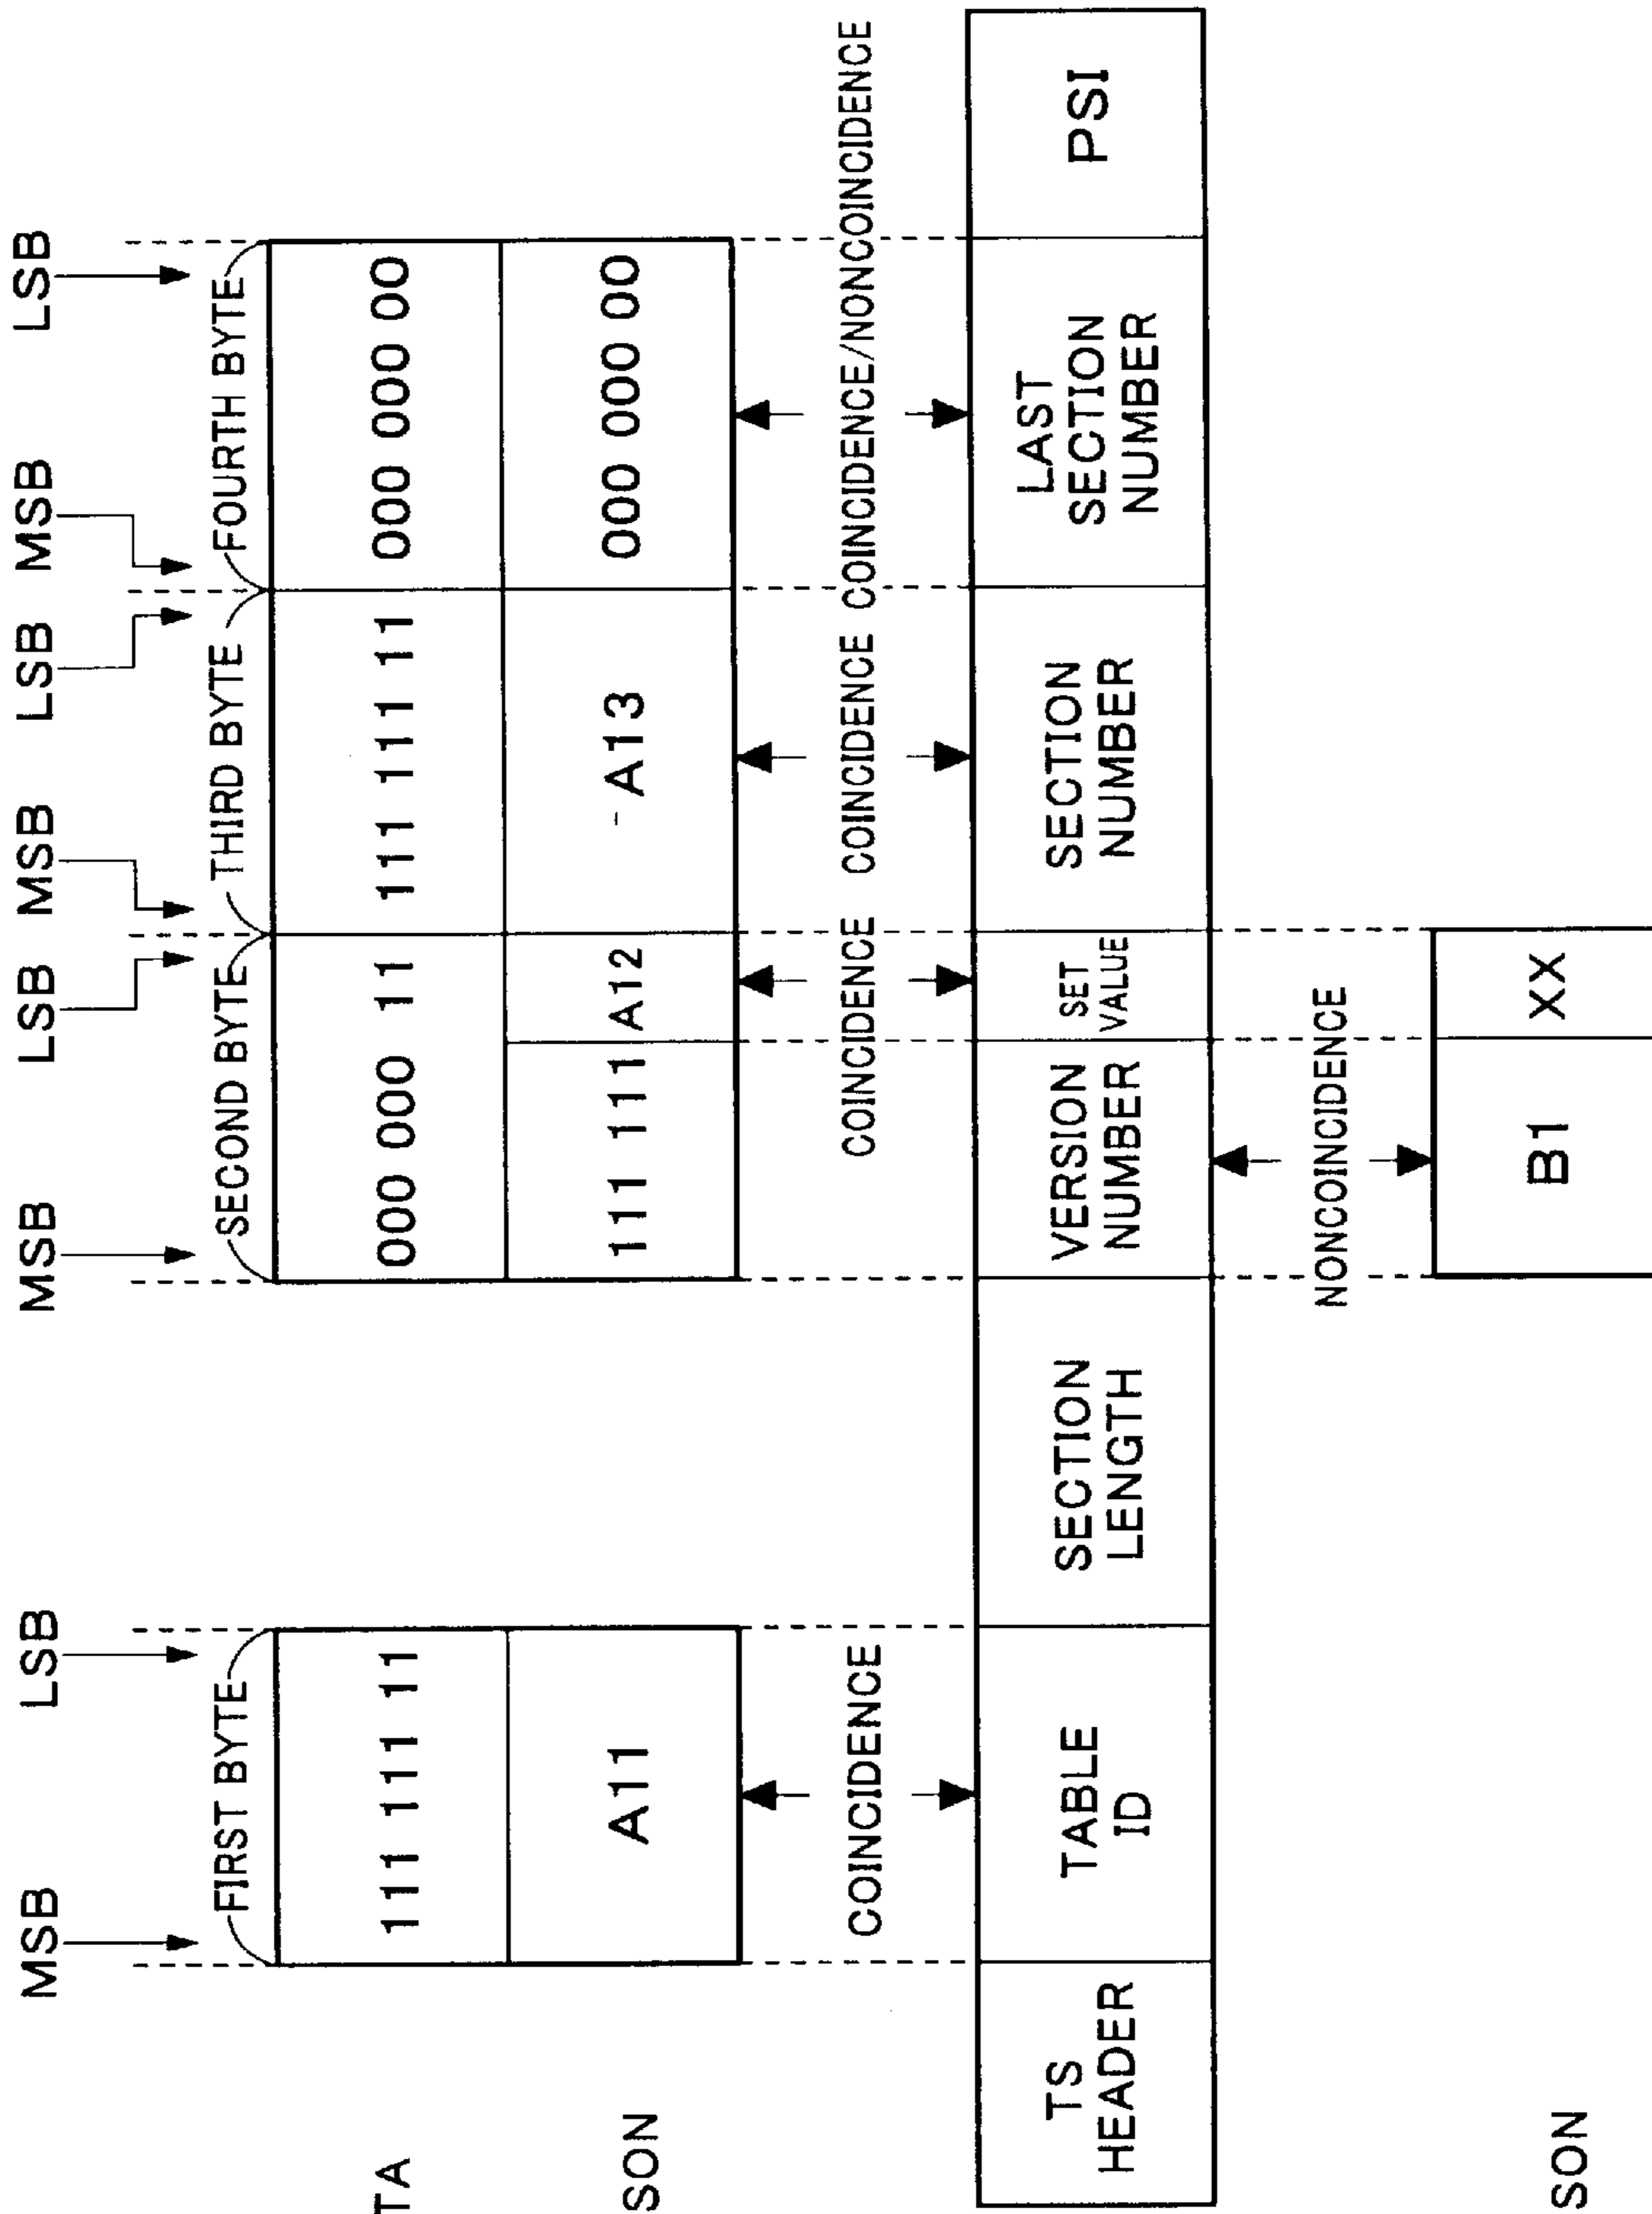 MSB LSB MSB LSB MSB LSB MSB LSB
FIRST BYTE SECOND BYTE THIRD BYTE FOURTH BYTE
TA 111 111 11 000 000 11 111 111 11 000 000 00
SON A11 111 111 A12 A13 000 000 00
COINCIDENCE COINCIDENCE COINCIDENCE COINCIDENCE/NONCOINCIDENCE
TS
HEADER
TABLE
ID
SECTION
LENGTH
VERSION
NUMBER
SET
VALUE
SECTION
NUMBER
LAST
SECTION
NUMBER
PSI
NONCOINCIDENCE
SON B1 XX